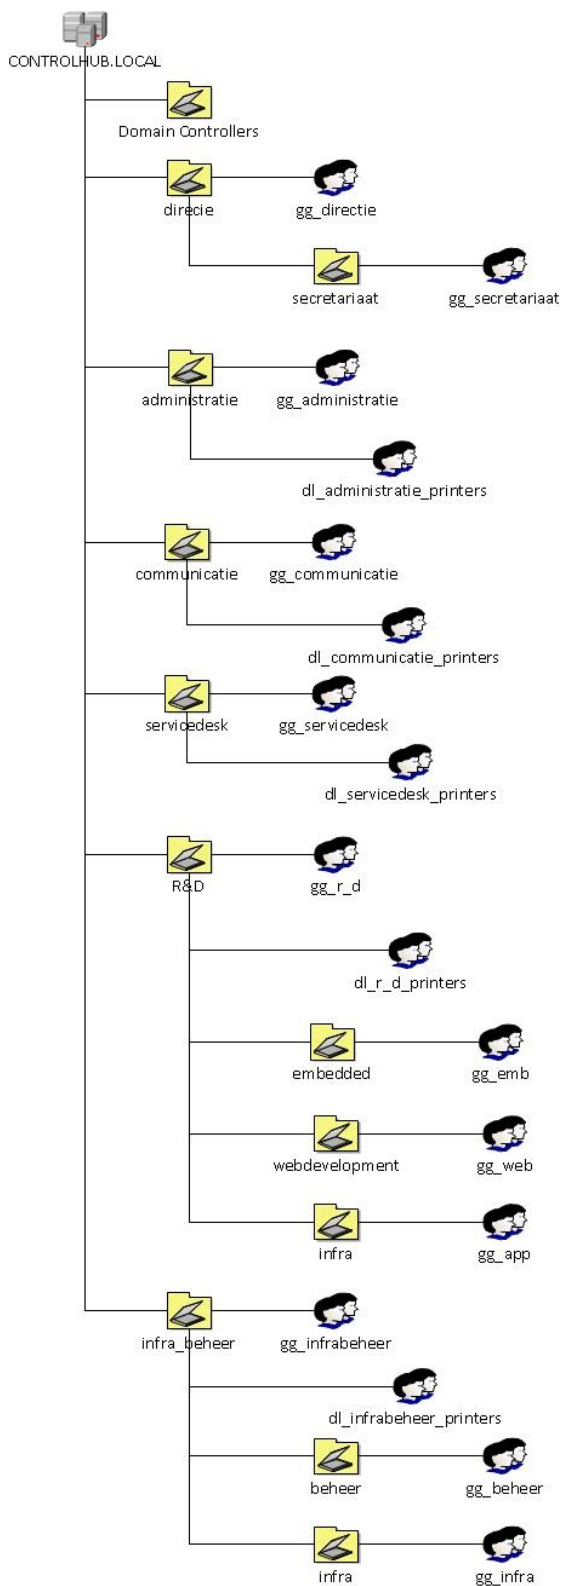 CONTROLHUB.LOCAL
Domain Controllers
direcie
gg_directie
secretariaat
gg_secretariaat
administratie
gg_administratie
dl_administratie_printers
communicatie
gg_communicatie
dl_communicatie_printers
servicedesk
gg_servicedesk
dl_servicedesk_printers
R&D
gg_r_d
dl_r_d_printers
embedded
gg_emb
webdevelopment
gg_web
infra
gg_app
infra_beheer
gg_infrabeheer
dl_infrabeheer_printers
beheer
gg_beheer
infra
gg_infra